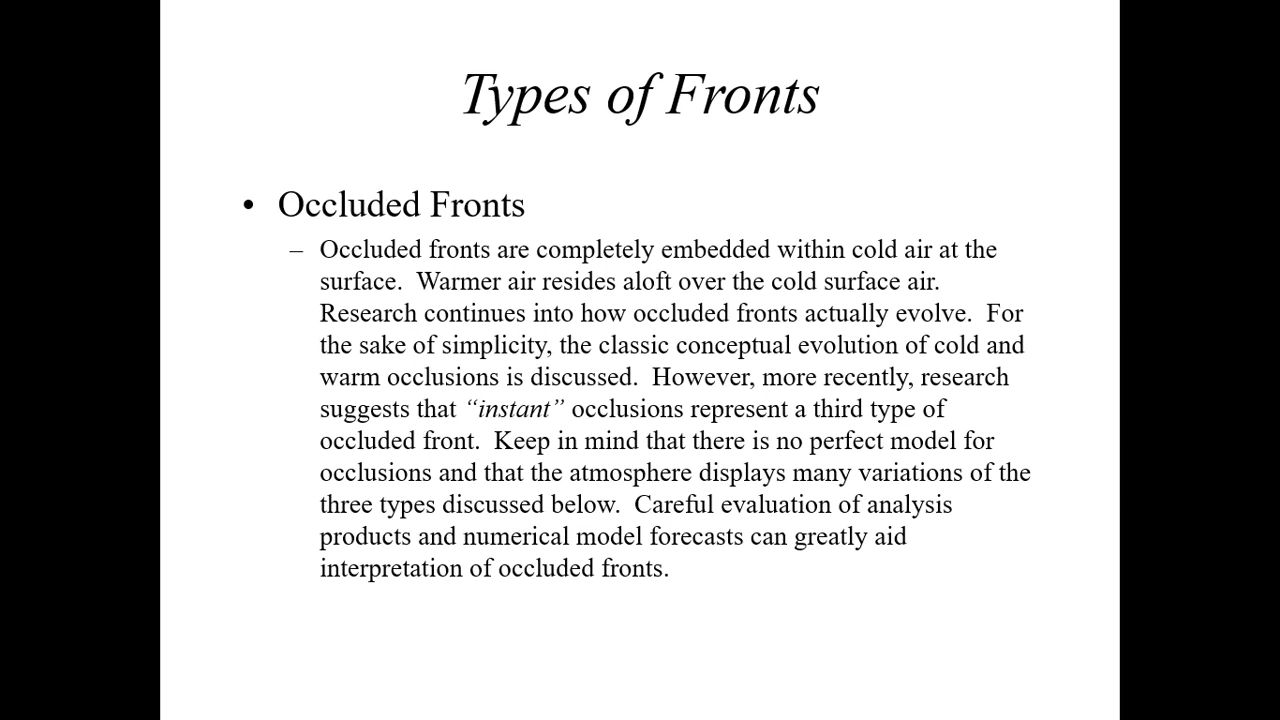 Types of Fronts
• Occluded Fronts
– Occluded fronts are completely embedded within cold air at the
surface.  Warmer air resides aloft over the cold surface air.
Research continues into how occluded fronts actually evolve.  For
the sake of simplicity, the classic conceptual evolution of cold and
warm occlusions is discussed.  However, more recently, research
suggests that “instant” occlusions represent a third type of
occluded front.  Keep in mind that there is no perfect model for
occlusions and that the atmosphere displays many variations of the
three types discussed below.  Careful evaluation of analysis
products and numerical model forecasts can greatly aid
interpretation of occluded fronts.